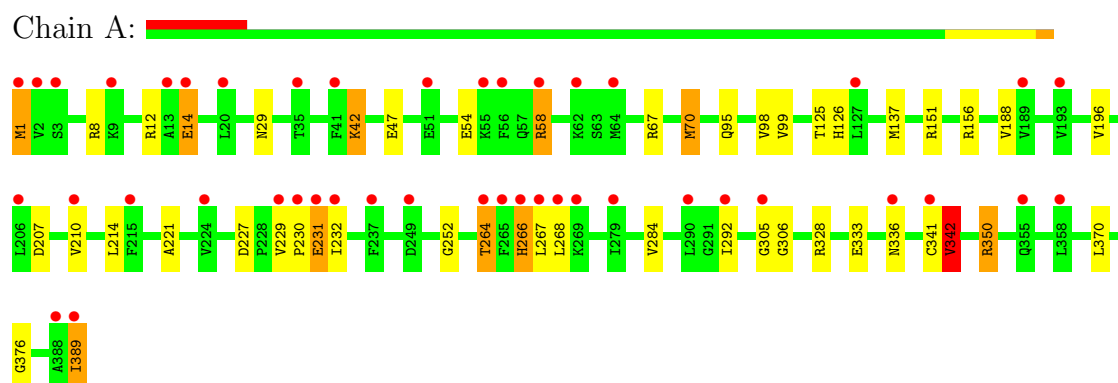 Chain A:
M1 V2 S3 R8 K9 R12 A13 E14 L20 N29 T35 F41 K42 E47 E51 E54 K55 F56 Q57 R58 K62 S63 M64 R67 M70 Q95 V98 V99 T125 H126 V127 M137 R151 R156 V188 V189 V193 V196
L206 D207 V210 L214 F215 A221 V224 D227 P228 V229 P230 E231 I232 F237 D249 G252 T264 F265 H266 L267 L268 K269 I279 V284 L290 G291 I292 G305 G306 R328 E333 N336 C341 V342 R350 Q355 L358 L370
G376 A388 I389